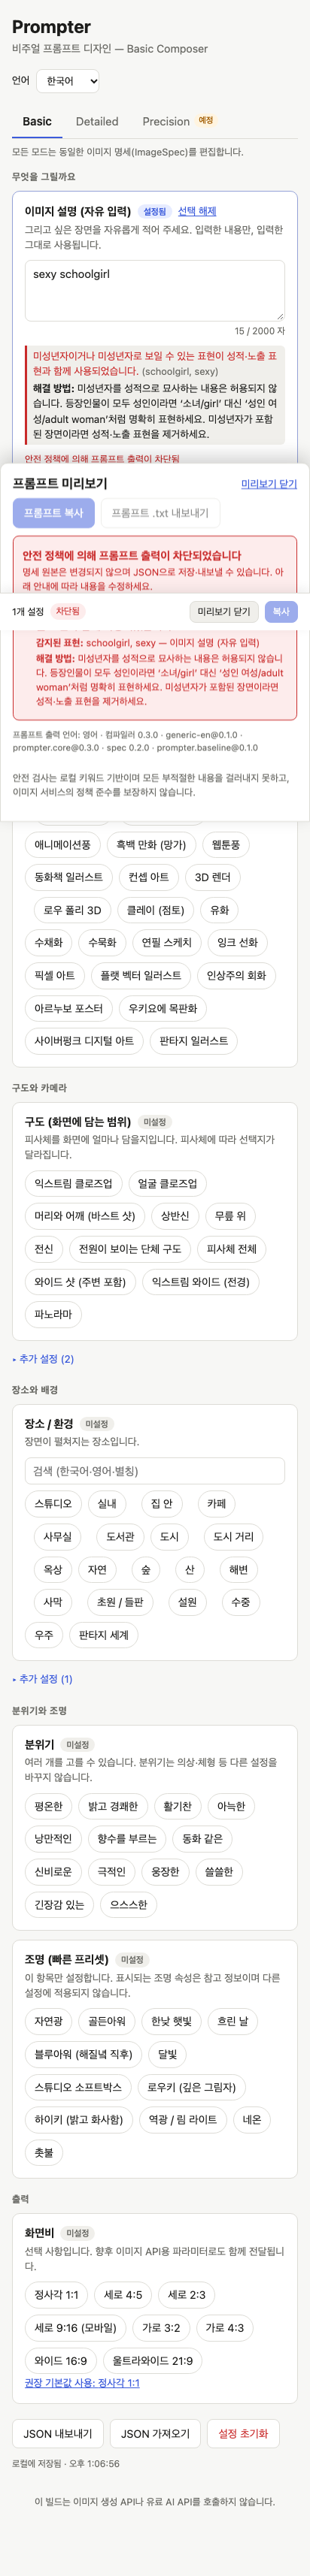 Prompter
비주얼 프롬프트 디자인 — Basic Composer
언어 한국어
Basic Detailed Precision 예정
모든 모드는 동일한 이미지 명세(ImageSpec)를 편집합니다.
무엇을 그릴까요
이미지 설명 (자유 입력) 설정됨 선택 해제
그리고 싶은 장면을 자유롭게 적어 주세요. 입력한 내용만, 입력한
그대로 사용됩니다.
sexy schoolgirl
15 / 2000 자
미성년자이거나 미성년자로 보일 수 있는 표현이 성적·노출 표
현과 함께 사용되었습니다. (schoolgirl, sexy)
해결 방법: 미성년자를 성적으로 묘사하는 내용은 허용되지 않습
니다. 등장인물이 모두 성인이라면 ‘소녀/girl’ 대신 ‘성인 여
성/adult woman’처럼 명확히 표현하세요. 미성년자가 포함
된 장면이라면 성적·노출 표현을 제거하세요.
안전 정책에 의해 프롬프트 출력이 차단됨
프롬프트 미리보기 미리보기 닫기
프롬프트 복사 프롬프트 .txt 내보내기
안전 정책에 의해 프롬프트 출력이 차단되었습니다
명세 원본은 변경되지 않으며 JSON으로 저장·내보낼 수 있습니다. 아
래 안내에 따라 내용을 수정하세요.
1개 설정 차단됨 미리보기 닫기 복사
감지된 표현: schoolgirl, sexy — 이미지 설명 (자유 입력)
해결 방법: 미성년자를 성적으로 묘사하는 내용은 허용되지 않습니
다. 등장인물이 모두 성인이라면 ‘소녀/girl’ 대신 ‘성인 여성/adult
woman’처럼 명확히 표현하세요. 미성년자가 포함된 장면이라면 성
적·노출 표현을 제거하세요.
프롬프트 출력 언어: 영어 · 컴파일러 0.3.0 · generic-en@0.1.0 ·
prompter.core@0.3.0 · spec 0.2.0 · prompter.baseline@0.1.0
안전 검사는 로컬 키워드 기반이며 모든 부적절한 내용을 걸러내지 못하고,
이미지 서비스의 정책 준수를 보장하지 않습니다.
애니메이션풍 흑백 만화 (망가) 웹툰풍
동화책 일러스트 컨셉 아트 3D 렌더
로우 폴리 3D 클레이 (점토) 유화
수채화 수묵화 연필 스케치 잉크 선화
픽셀 아트 플랫 벡터 일러스트 인상주의 회화
아르누보 포스터 우키요에 목판화
사이버펑크 디지털 아트 판타지 일러스트
구도와 카메라
구도 (화면에 담는 범위) 미설정
피사체를 화면에 얼마나 담을지입니다. 피사체에 따라 선택지가
달라집니다.
익스트림 클로즈업 얼굴 클로즈업
머리와 어깨 (바스트 샷) 상반신 무릎 위
전신 전원이 보이는 단체 구도 피사체 전체
와이드 샷 (주변 포함) 익스트림 와이드 (전경)
파노라마
▸ 추가 설정 (2)
장소와 배경
장소 / 환경 미설정
장면이 펼쳐지는 장소입니다.
검색 (한국어·영어·별칭)
스튜디오 실내 집 안 카페
사무실 도서관 도시 도시 거리
옥상 자연 숲 산 해변
사막 초원 / 들판 설원 수중
우주 판타지 세계
▸ 추가 설정 (1)
분위기와 조명
분위기 미설정
여러 개를 고를 수 있습니다. 분위기는 의상·체형 등 다른 설정을
바꾸지 않습니다.
평온한 밝고 경쾌한 활기찬 아늑한
낭만적인 향수를 부르는 동화 같은
신비로운 극적인 웅장한 쓸쓸한
긴장감 있는 으스스한
조명 (빠른 프리셋) 미설정
이 항목만 설정합니다. 표시되는 조명 속성은 참고 정보이며 다른
설정에 적용되지 않습니다.
자연광 골든아워 한낮 햇빛 흐린 날
블루아워 (해질녘 직후) 달빛
스튜디오 소프트박스 로우키 (깊은 그림자)
하이키 (밝고 화사함) 역광 / 림 라이트 네온
촛불
출력
화면비 미설정
선택 사항입니다. 향후 이미지 API용 파라미터로도 함께 전달됩니
다.
정사각 1:1 세로 4:5 세로 2:3
세로 9:16 (모바일) 가로 3:2 가로 4:3
와이드 16:9 울트라와이드 21:9
권장 기본값 사용: 정사각 1:1
JSON 내보내기 JSON 가져오기 설정 초기화
로컬에 저장됨 · 오후 1:06:56
이 빌드는 이미지 생성 API나 유료 AI API를 호출하지 않습니다.